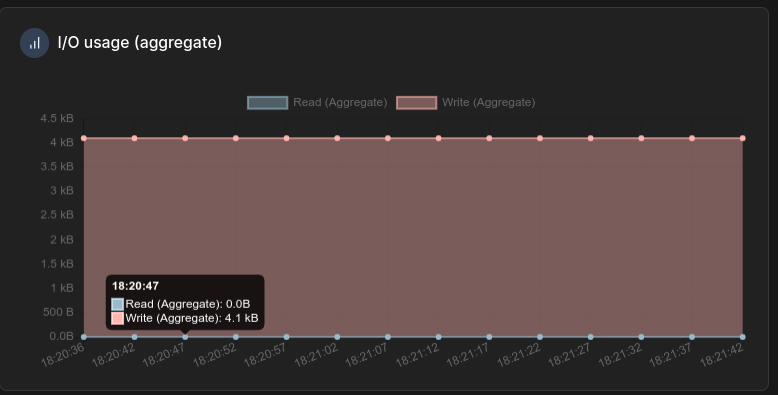 I/O usage (aggregate)
Read (Aggregate) Write (Aggregate)
4.5 kB
4 kB
3.5 kB
3 kB
2.5 kB
2 kB
1.5 kB
1 kB
500 B
0.0B
18:20:47
Read (Aggregate): 0.0B
Write (Aggregate): 4.1 kB
18:20:36 18:20:42 18:20:47 18:20:52 18:20:57 18:21:02 18:21:07 18:21:12 18:21:17 18:21:22 18:21:27 18:21:32 18:21:37 18:21:42